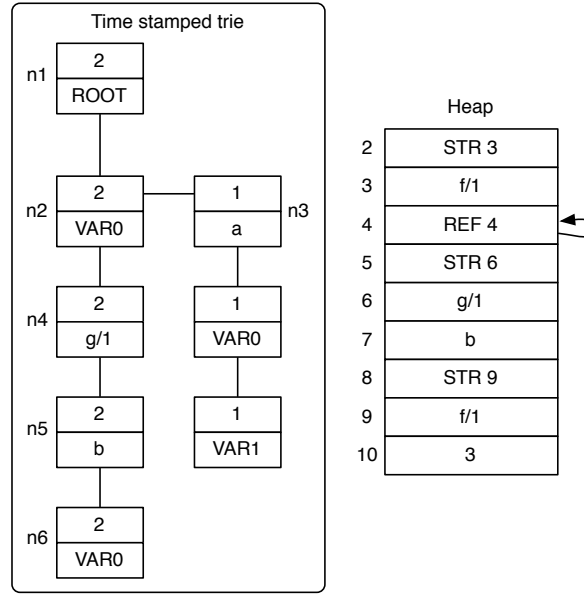 Time stamped trie
n1
2
ROOT
n2
2
VAR0
1
a
n3
n4
2
g/1
1
VAR0
n5
2
b
1
VAR1
n6
2
VAR0
Heap
2 STR 3
3 f/1
4 REF 4
5 STR 6
6 g/1
7 b
8 STR 9
9 f/1
10 3